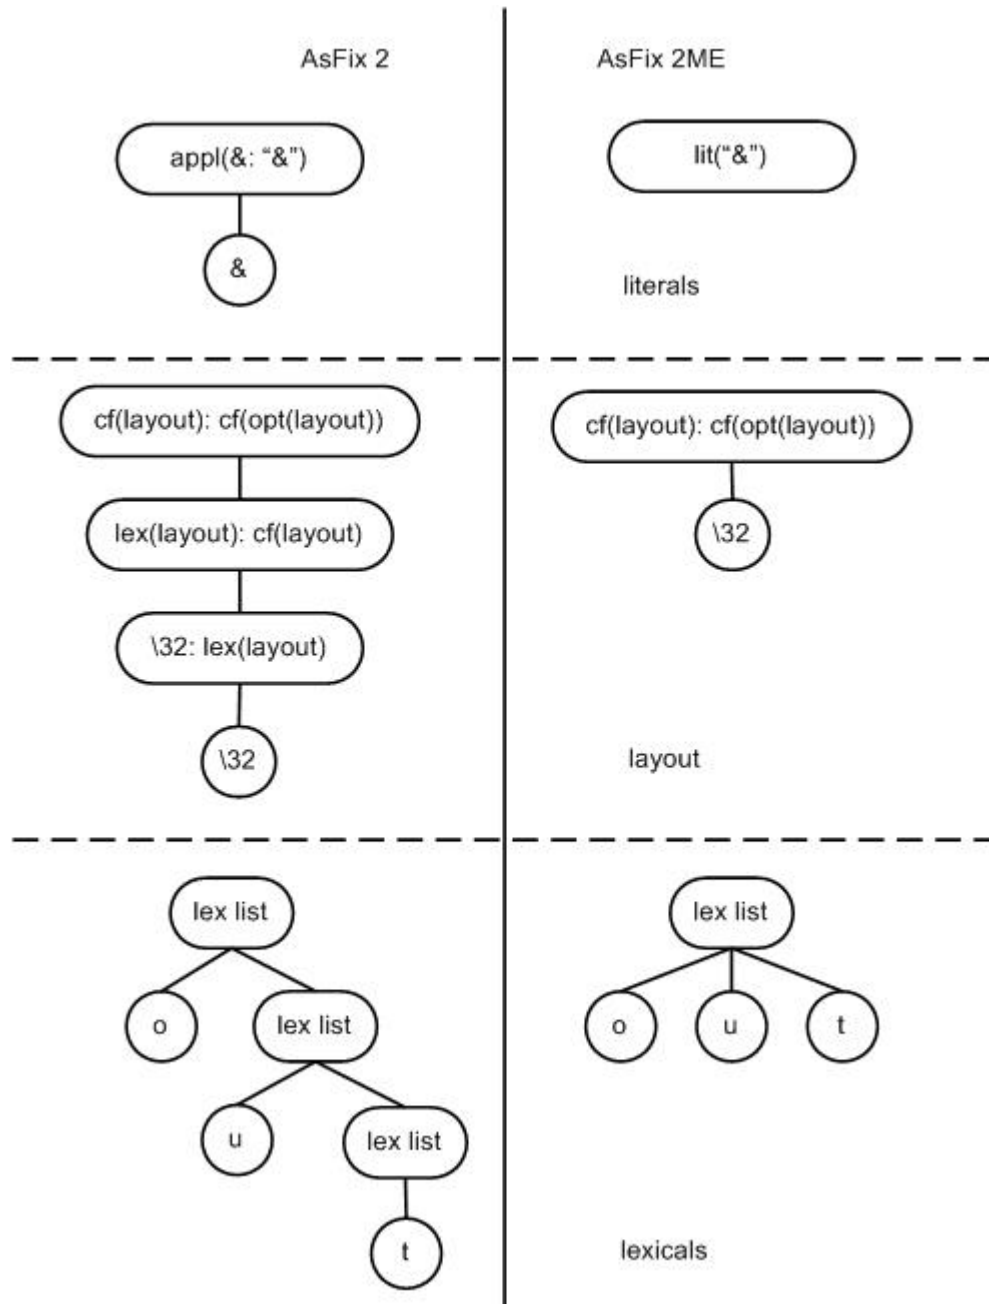 AsFix 2
AsFix 2ME
appl(&: “&”)
lit(“&”)
&
literals
cf(layout): cf(opt(layout))
cf(layout): cf(opt(layout))
lex(layout): cf(layout)
\32
\32: lex(layout)
\32
layout
lex list
lex list
o
lex list
o
u
t
u
lex list
t
lexicals